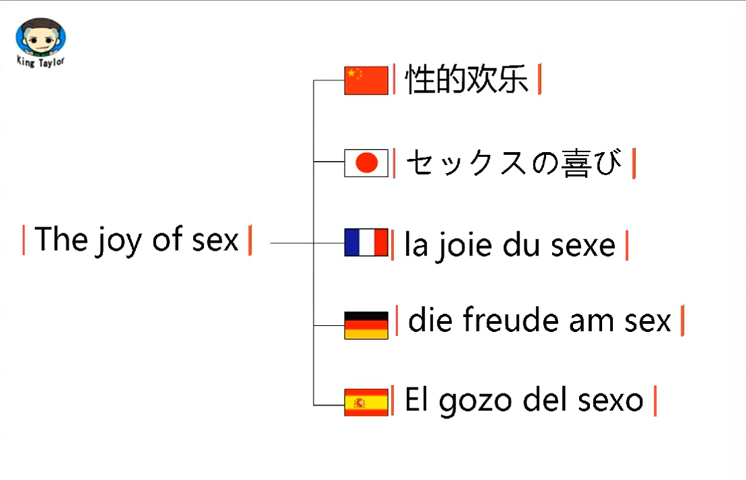 King Taylor
性的欢乐
セックスの喜び
The joy of sex
la joie du sexe
die freude am sex
El gozo del sexo